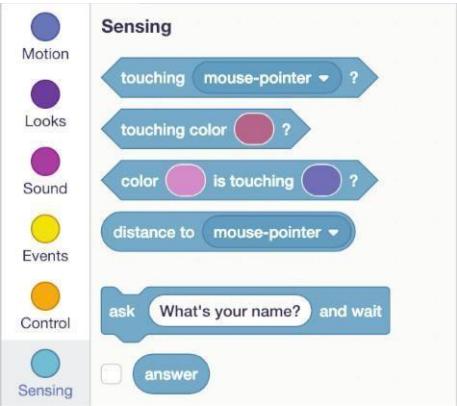 Motion
Looks
Sound
Events
Control
Sensing
Sensing
touching mouse-pointer ?
touching color ?
color is touching ?
distance to mouse-pointer
ask What's your name? and wait
answer